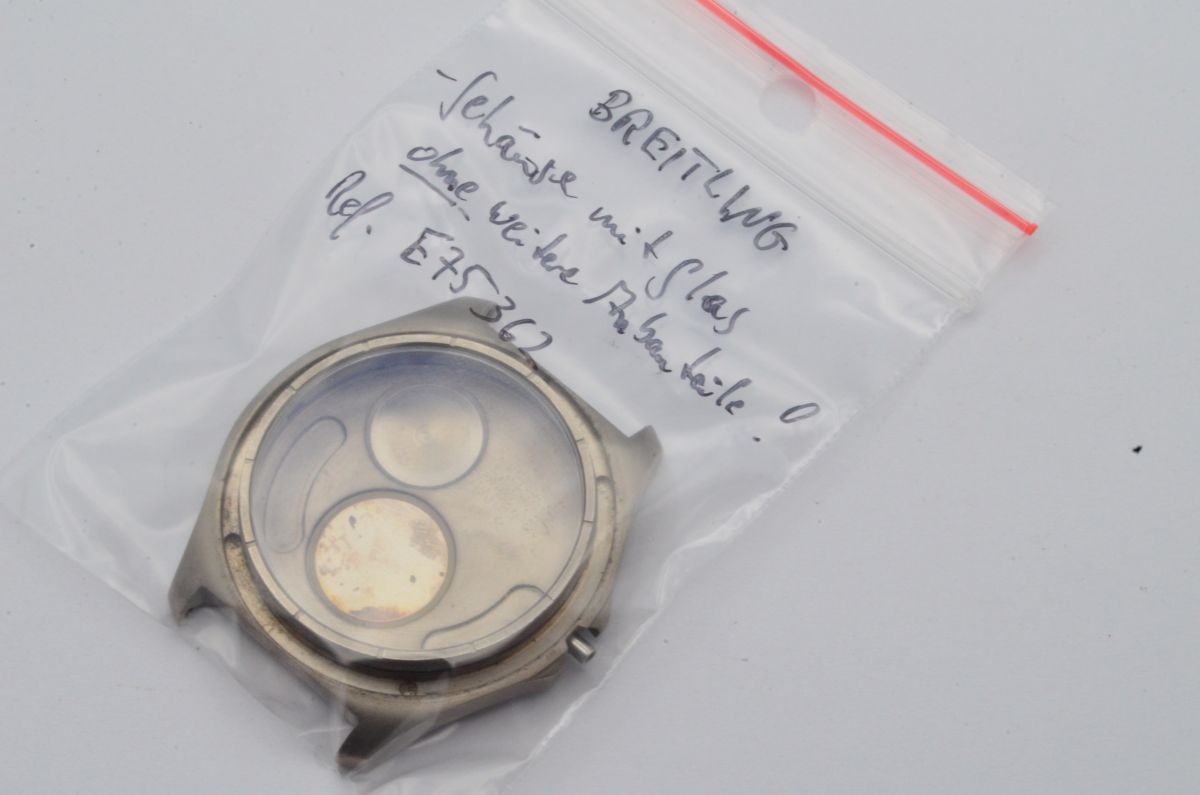 BREITLING
- Gehäuse mit Glas
ohne weitere Anbauteile!
Ref. E75362